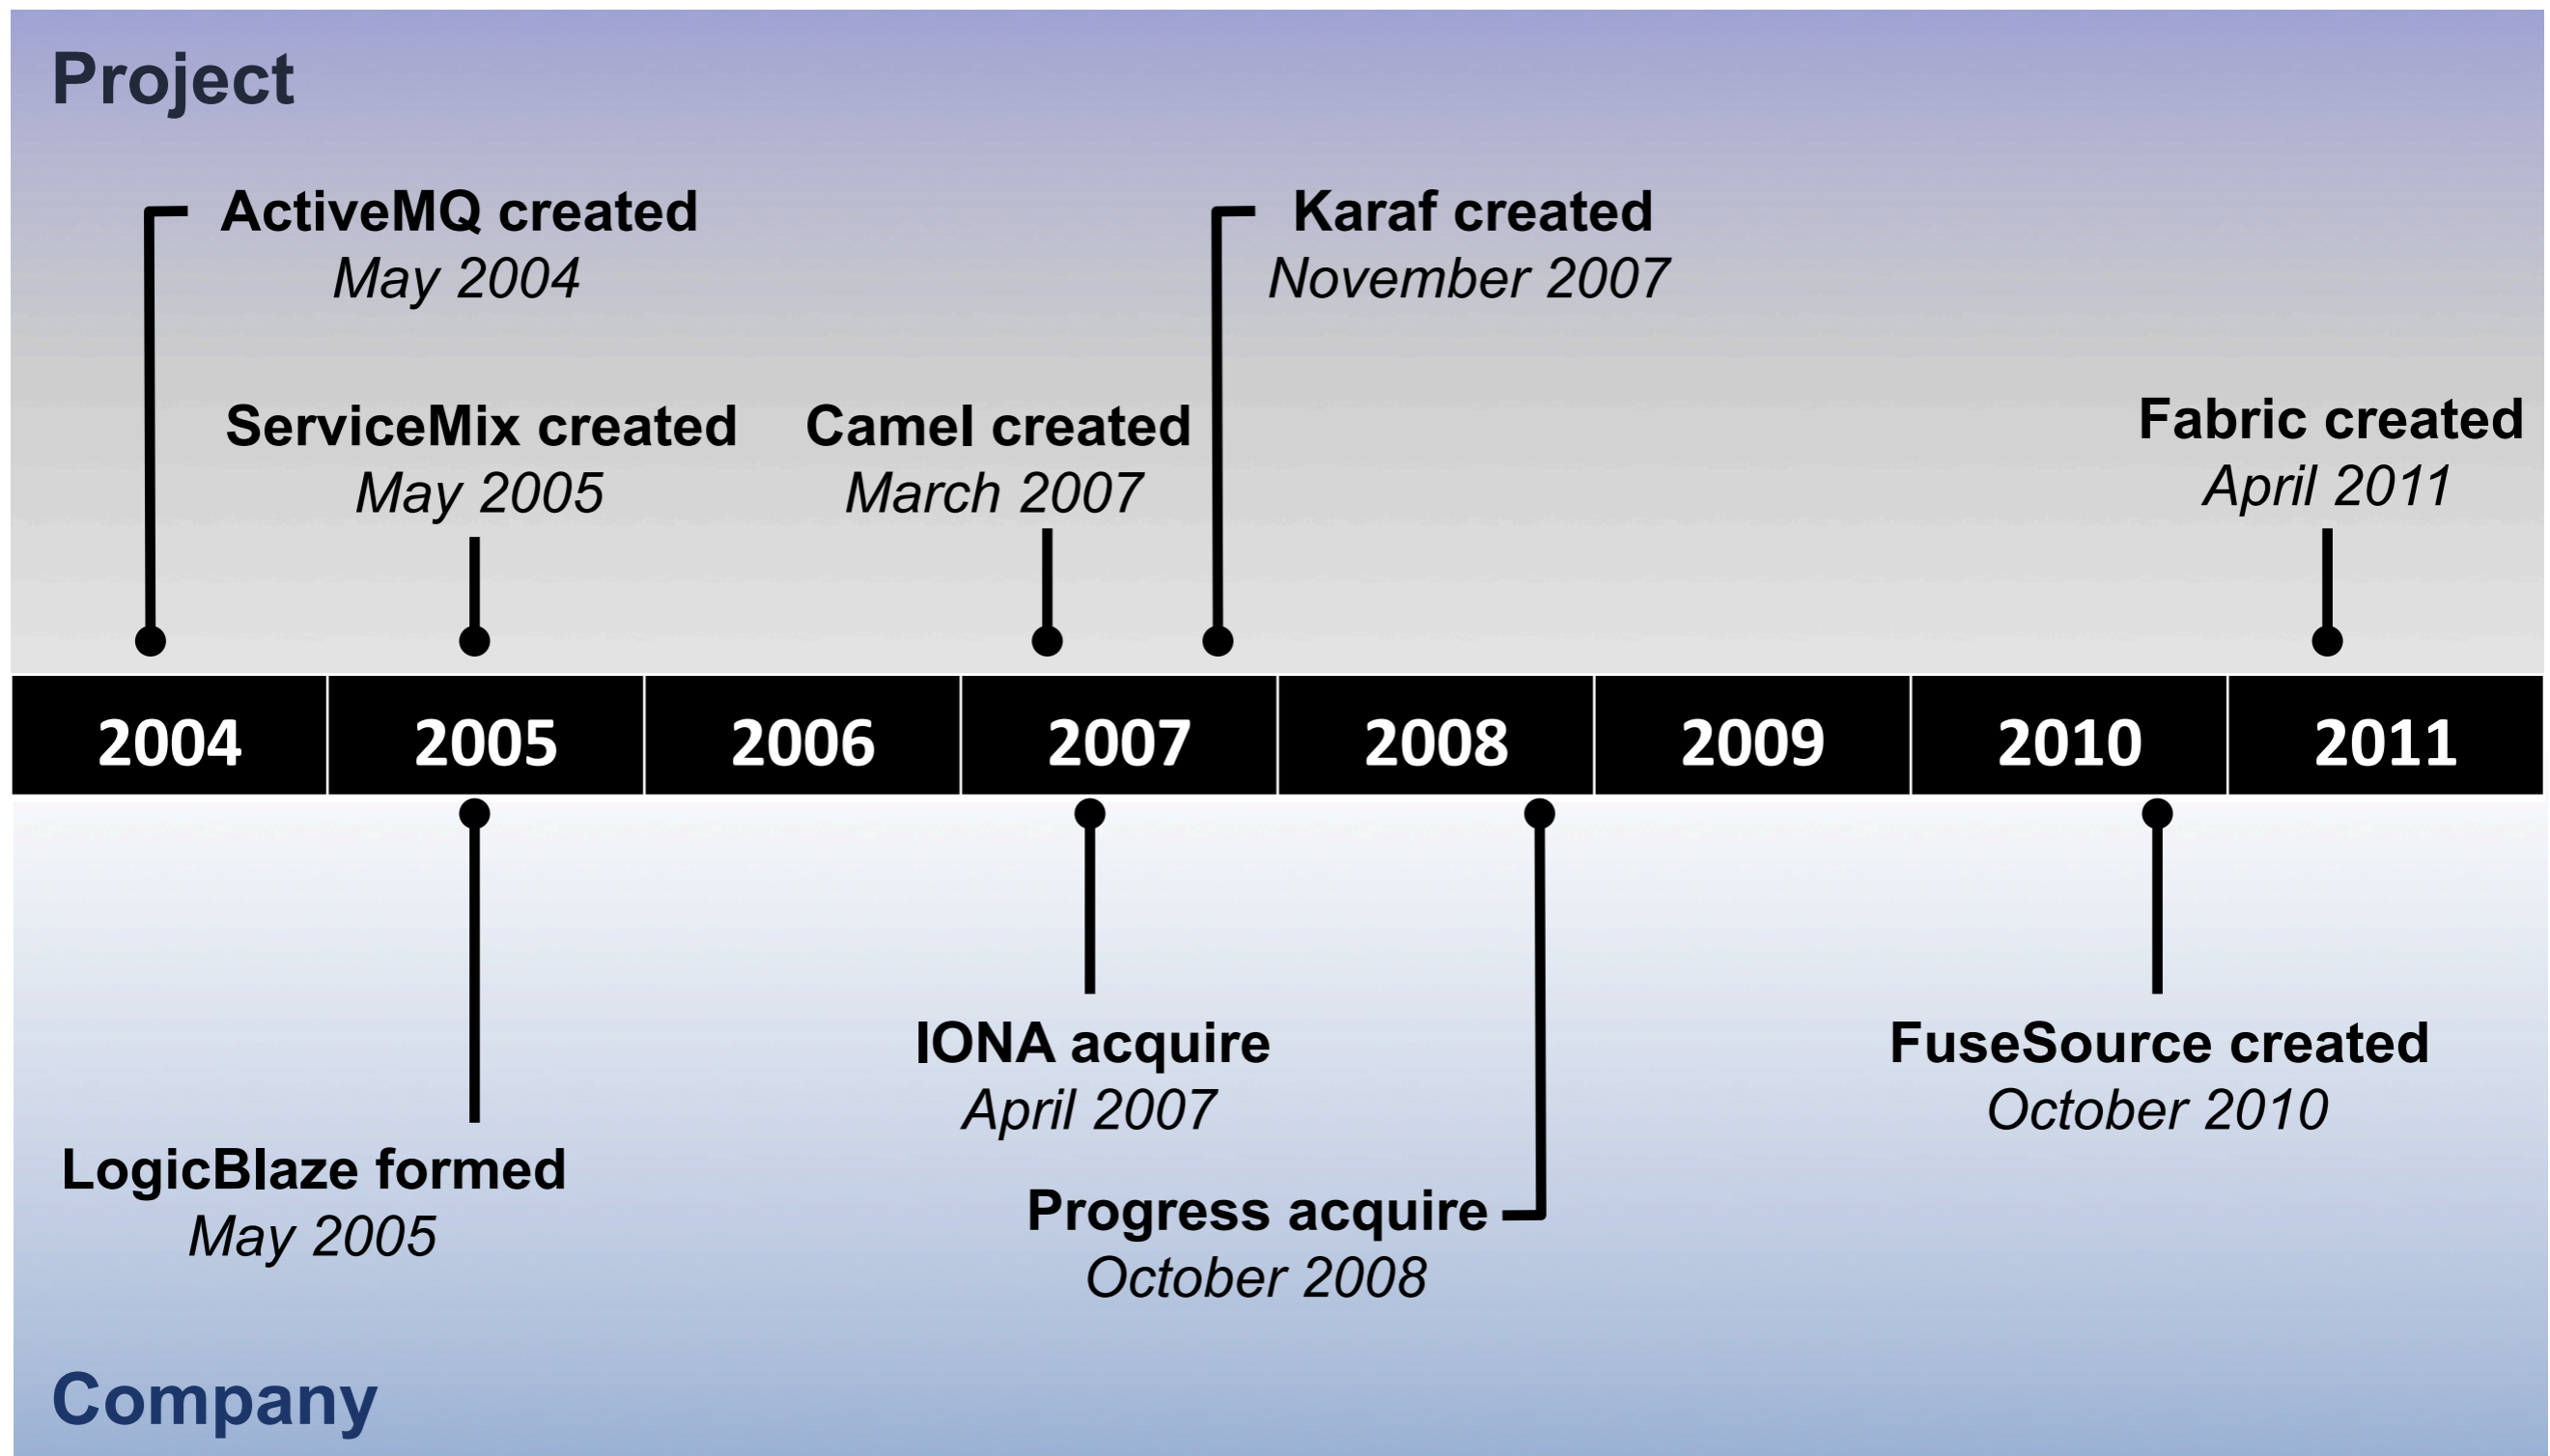 Project
ActiveMQ created
May 2004
Karaf created
November 2007
ServiceMix created
May 2005
Camel created
March 2007
Fabric created
April 2011
2004 2005 2006 2007 2008 2009 2010 2011
IONA acquire
April 2007
FuseSource created
October 2010
LogicBlaze formed
May 2005
Progress acquire
October 2008
Company